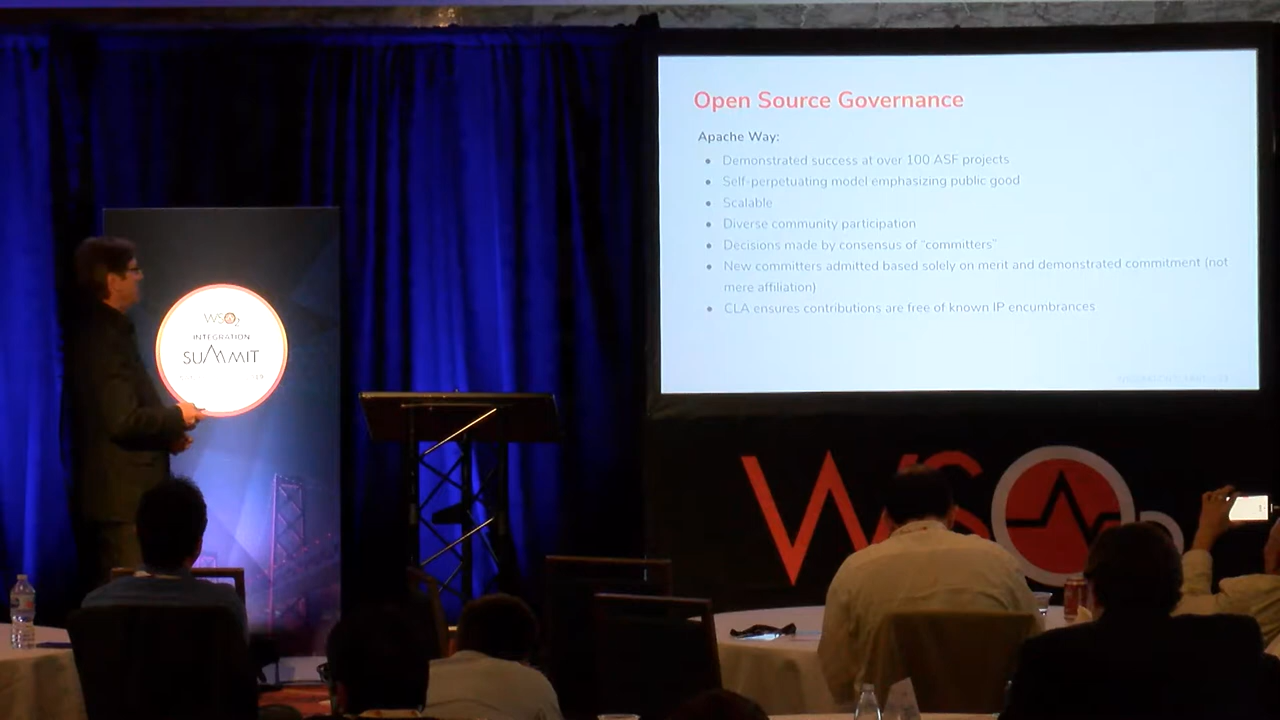 Open Source Governance
Apache Way:
● Demonstrated success at over 100 ASF projects
● Self-perpetuating model emphasizing public good
● Scalable
● Diverse community participation
● Decisions made by consensus of “committers”
● New committers admitted based solely on merit and demonstrated commitment (not
mere affiliation)
● CLA ensures contributions are free of known IP encumbrances
WSO2
INTEGRATION
SUMMIT
WSO2